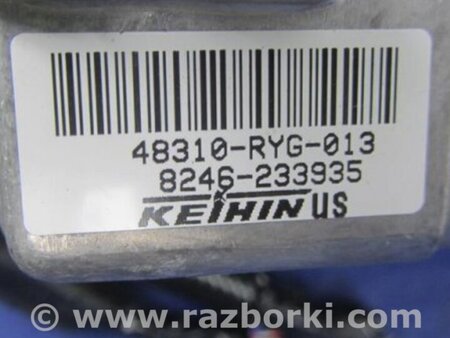 48310-RYG-013
8246-233935
KEIHIN US
© www.razborki.com